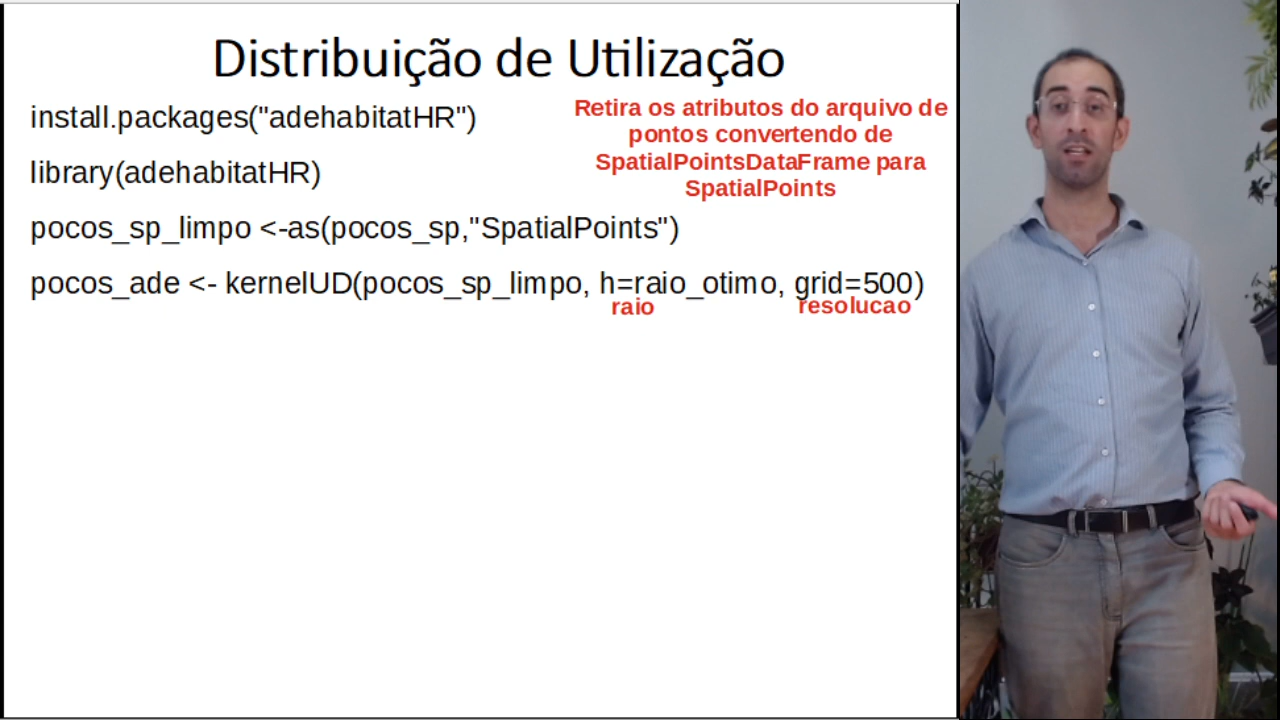 Distribuição de Utilização
install.packages("adehabitatHR")
Retira os atributos do arquivo de
pontos convertendo de
SpatialPointsDataFrame para
SpatialPoints
library(adehabitatHR)
pocos_sp_limpo <-as(pocos_sp,"SpatialPoints")
pocos_ade <- kernelUD(pocos_sp_limpo, h=raio_otimo, grid=500)
raio
resolucao